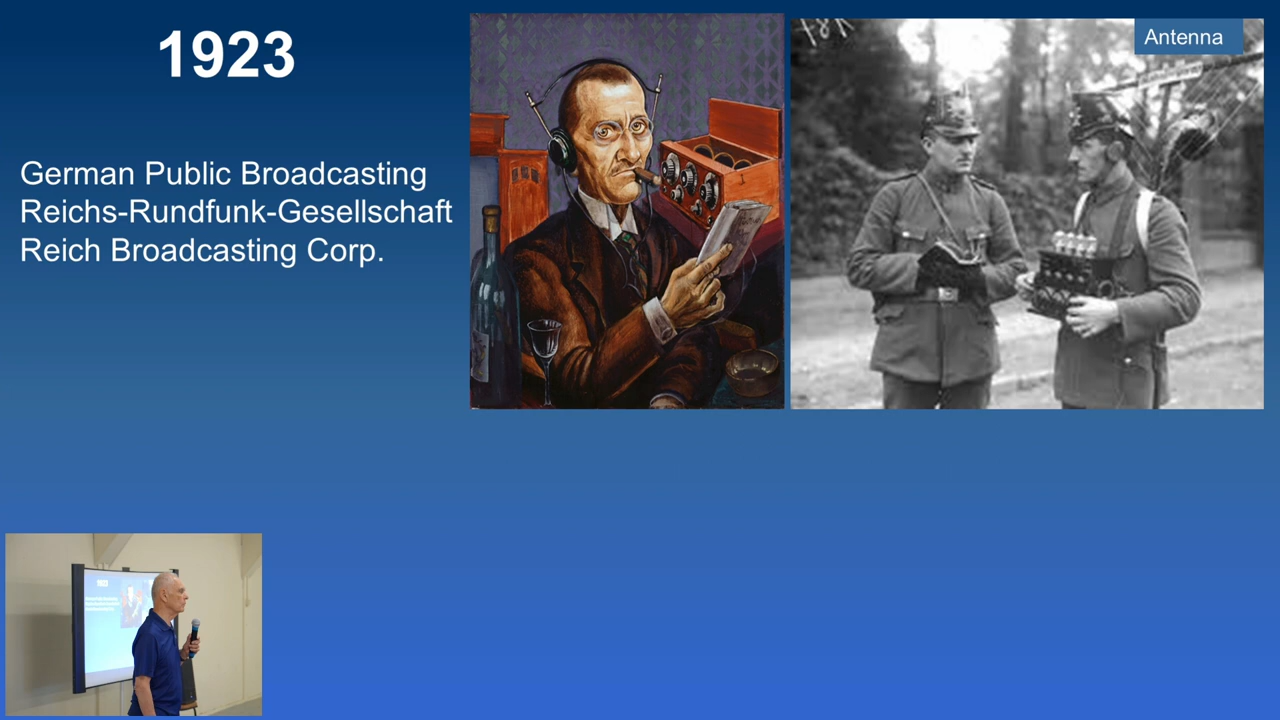 1923
Antenna
German Public Broadcasting
Reichs-Rundfunk-Gesellschaft
Reich Broadcasting Corp.